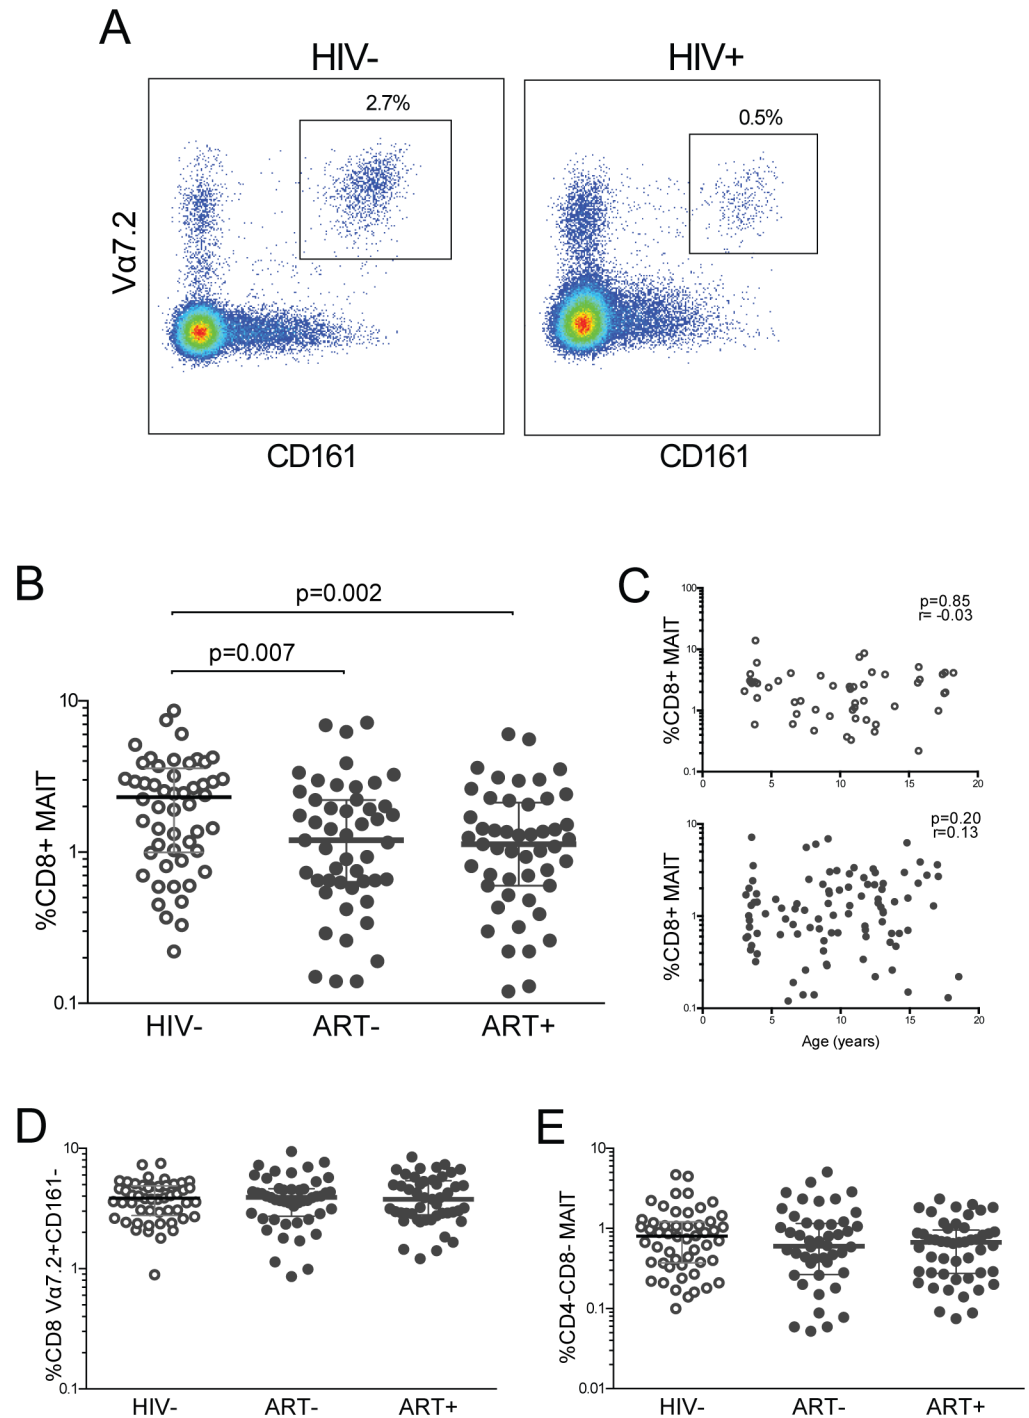 A
HIV-
HIV+
2.7%
0.5%
Vα7.2
CD161
CD161
B
p=0.002
p=0.007
%CD8+ MAIT
10
1
0.1
HIV-
ART-
ART+
C
p=0.85
r= -0.03
%CD8+ MAIT
100
10
1
0.1
0
5
10
15
20
p=0.20
r=0.13
%CD8+ MAIT
10
1
0.1
0
5
10
15
20
Age (years)
D
%CD8 Vα7.2+CD161-
10
1
0.1
HIV-
ART-
ART+
E
%CD4-CD8- MAIT
10
1
0.1
0.01
HIV-
ART-
ART+